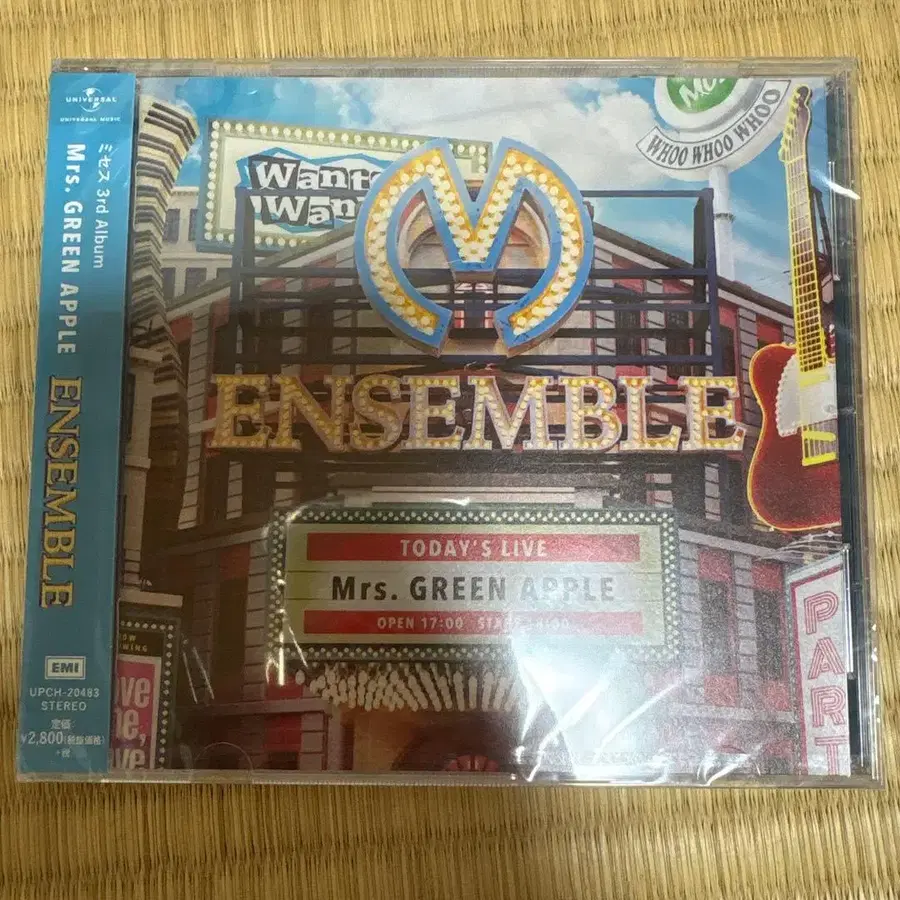 UNIVERSAL
UNIVERSAL MUSIC
ミセス 3rd Album
Mrs. GREEN APPLE
ENSEMBLE
EMI
UPCH-20483
STEREO
定価
¥2,800(税抜価格)
+税
WHOO WHOO WHOO
M
ENSEMBLE
TODAY'S LIVE
Mrs. GREEN APPLE
OPEN 17:00
PART